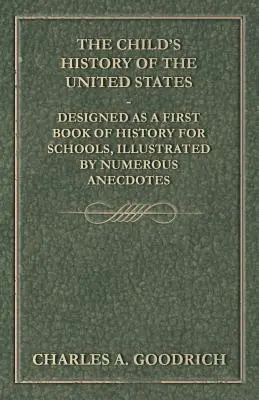 THE CHILD'S
HISTORY OF THE
UNITED STATES
-
DESIGNED AS A FIRST
BOOK OF HISTORY FOR
SCHOOLS, ILLUSTRATED
BY NUMEROUS
ANECDOTES
CHARLES A. GOODRICH